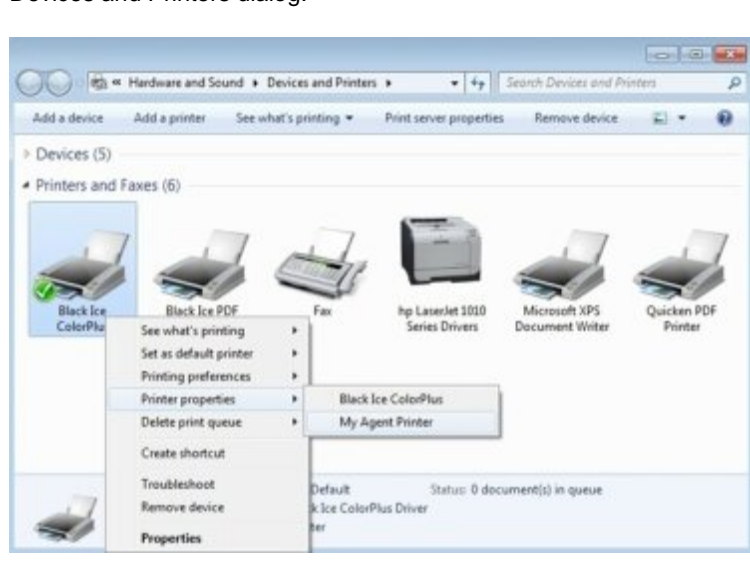 Devices and Printers dialog.
« Hardware and Sound ▸ Devices and Printers ▸ Search Devices and Printers
Add a device Add a printer See what's printing Print server properties Remove device
Devices (5)
Printers and Faxes (6)
Black Ice ColorPlu
Black Ice PDF
Fax
hp LaserJet 1010 Series Drivers
Microsoft XPS Document Writer
Quicken PDF Printer
See what's printing
Set as default printer
Printing preferences
Printer properties
Delete print queue
Create shortcut
Troubleshoot
Remove device
Properties
Black Ice ColorPlus
My Agent Printer
Default Status: 0 document(s) in queue
k Ice ColorPlus Driver
ter